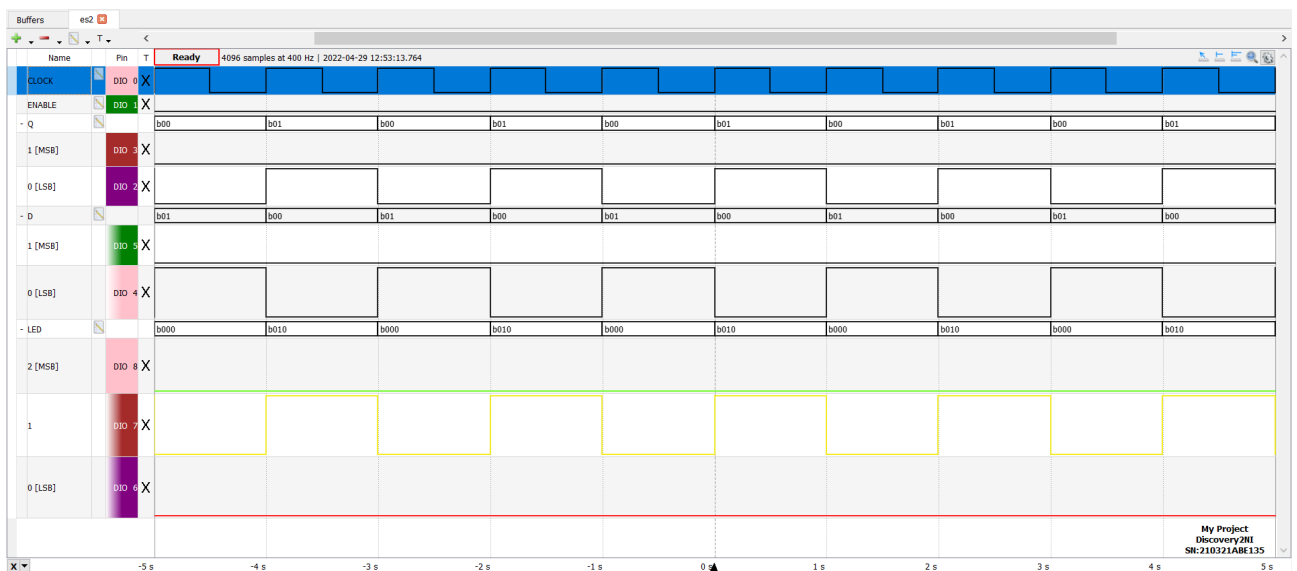 Buffers es2
T
Name Pin T Ready 4096 samples at 400 Hz | 2022-04-29 12:53:13.764
CLOCK DIO 0 X
ENABLE DIO 1 X
- Q b00 b01 b00 b01 b00 b01 b00 b01 b00 b01
1 [MSB] DIO 3 X
0 [LSB] DIO 2 X
- D b01 b00 b01 b00 b01 b00 b01 b00 b01 b00
1 [MSB] DIO 5 X
0 [LSB] DIO 4 X
- LED b000 b010 b000 b010 b000 b010 b000 b010 b000 b010
2 [MSB] DIO 8 X
1 DIO 7 X
0 [LSB] DIO 6 X
My Project
Discovery2NI
SN:210321ABE135
X -5 s -4 s -3 s -2 s -1 s 0 s 1 s 2 s 3 s 4 s 5 s